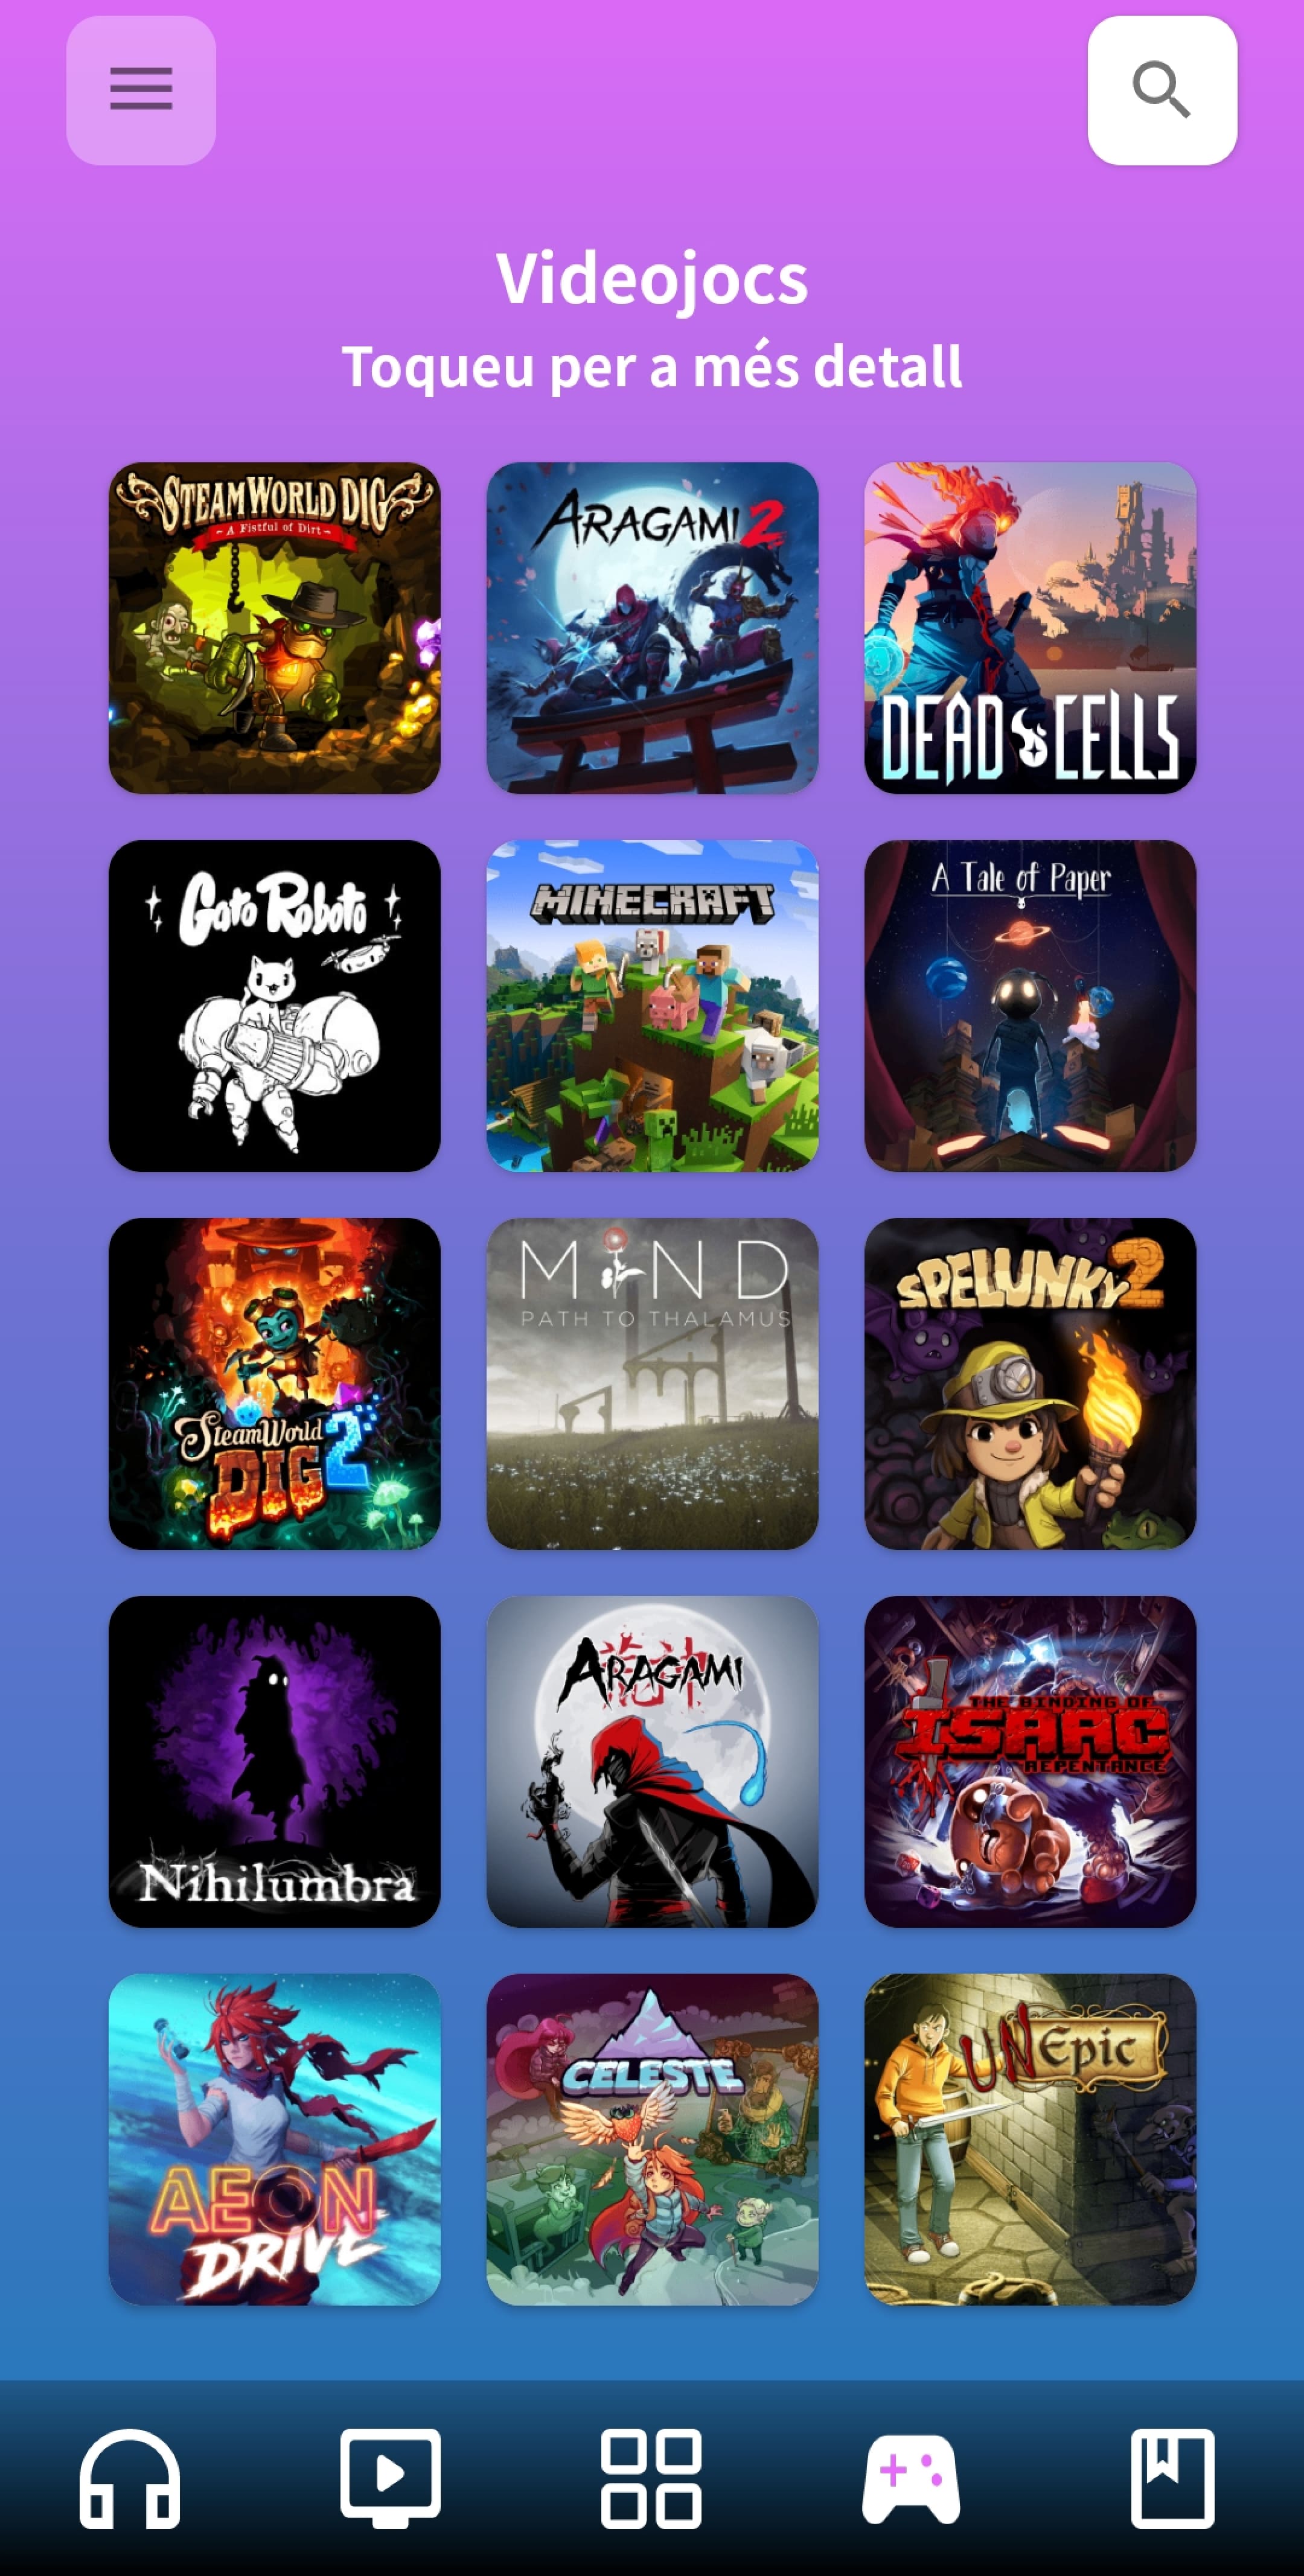 Videojocs
Toqueu per a més detall
STEAMWORLD DIG
A Fistful of Dirt
ARAGAMI 2
DEAD CELLS
Gato Roboto
MINECRAFT
A Tale of Paper
SteamWorld
DIG 2
MIND
PATH TO THALAMUS
SPELUNKY 2
Nihilumbra
ARAGAMI
THE BINDING OF
ISAAC
REPENTANCE
AEON
DRIVE
CELESTE
UNEpic